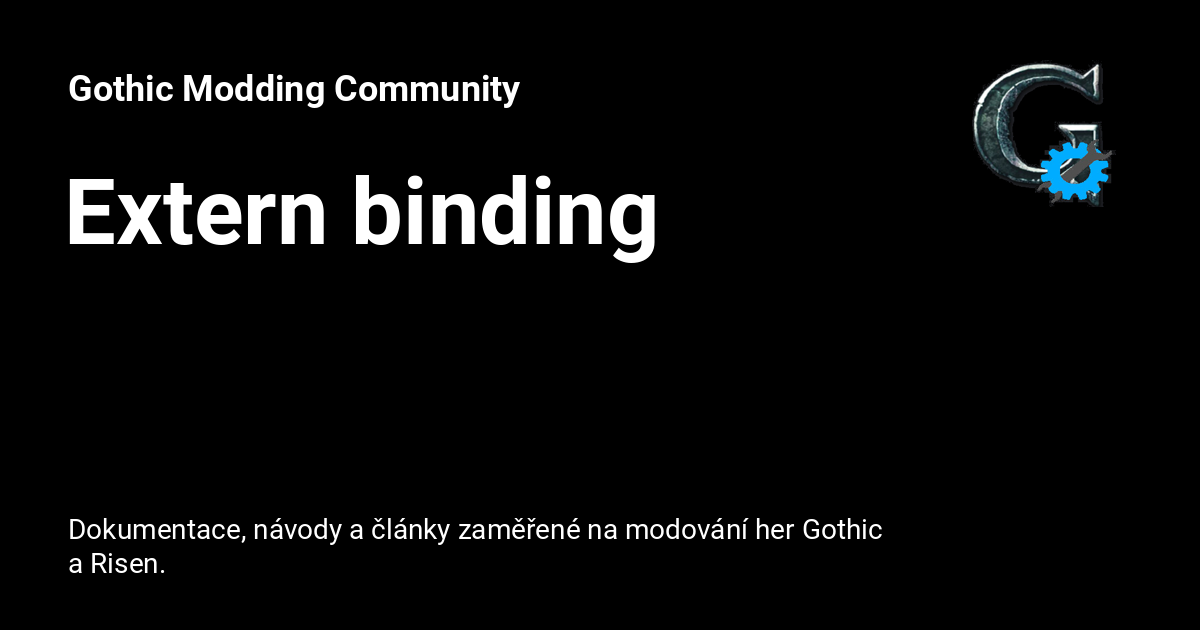 Gothic Modding Community
Extern binding
Dokumentace, návody a články zaměřené na modování her Gothic
a Risen.